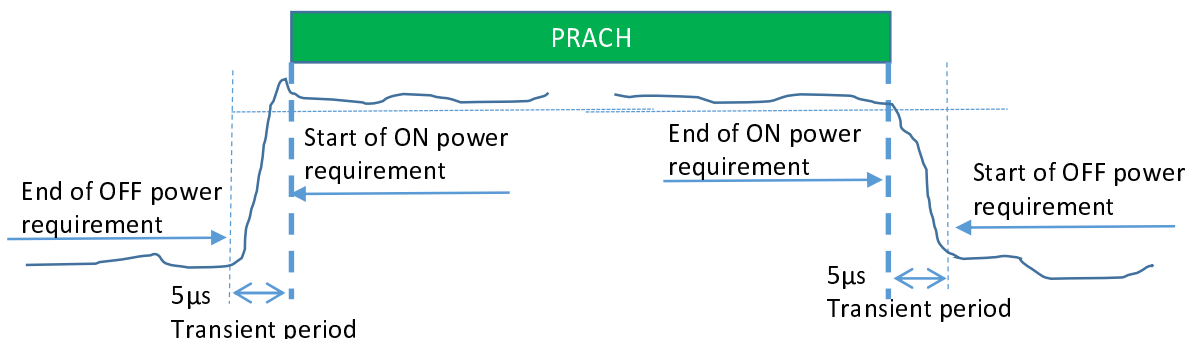 PRACH
Start of ON power
requirement
End of ON power
requirement
End of OFF power
requirement
Start of OFF power
requirement
5µs
Transient period
5µs
Transient period